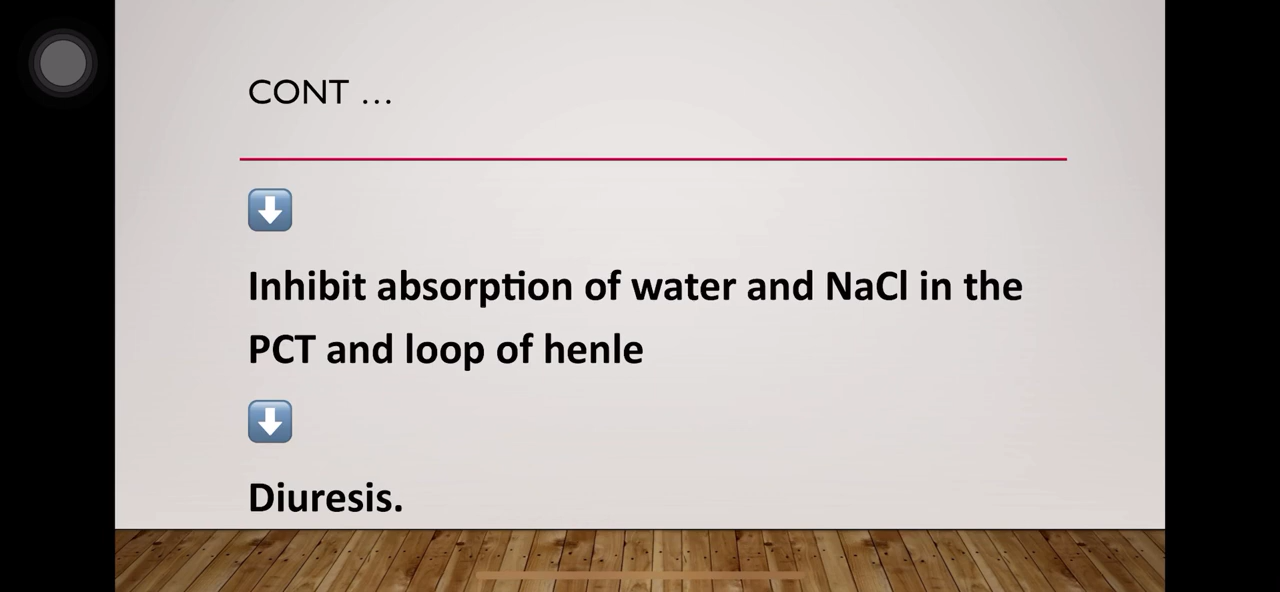 CONT …
Inhibit absorption of water and NaCl in the
PCT and loop of henle
Diuresis.